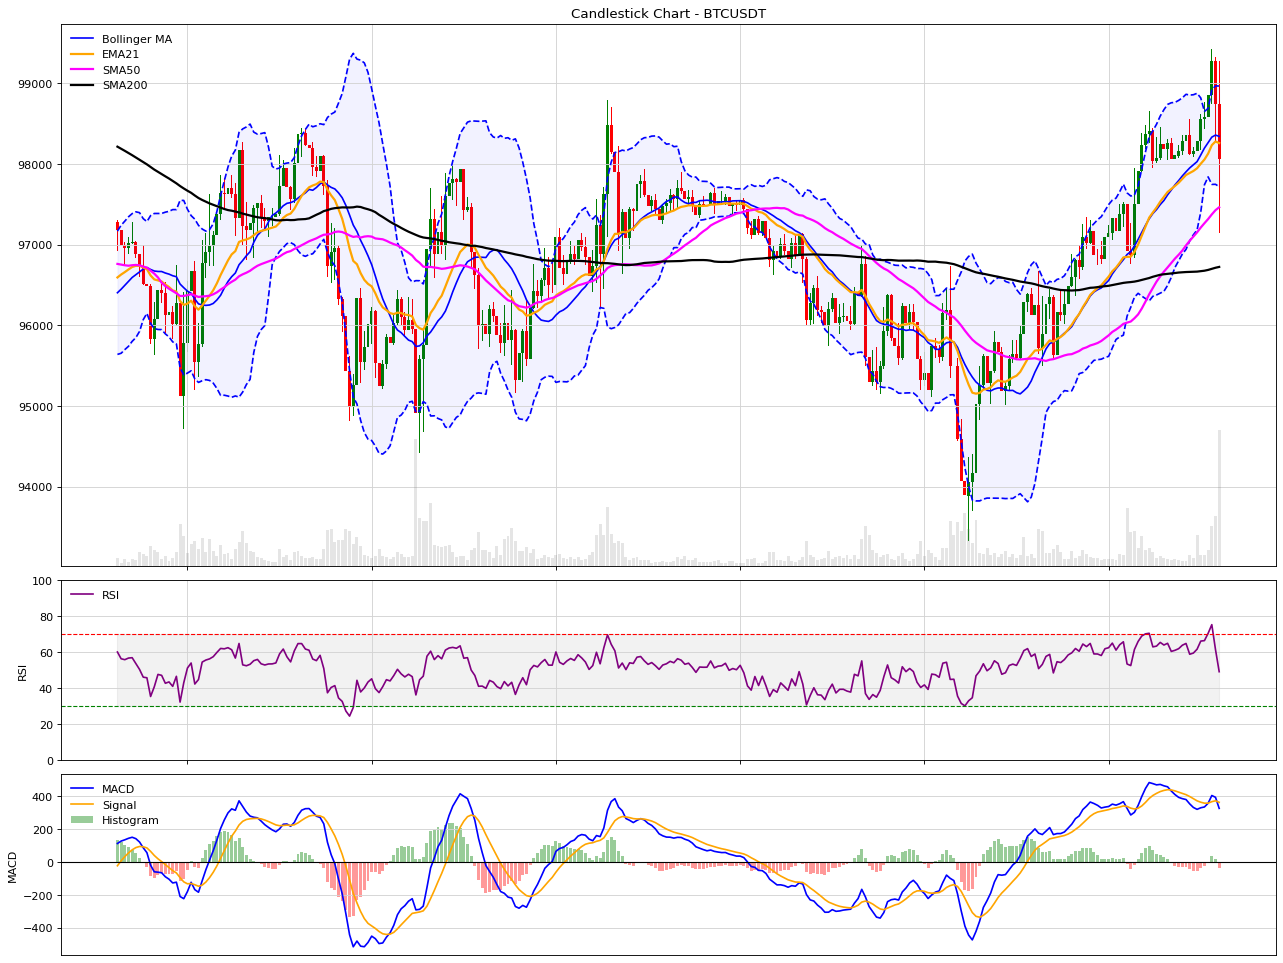 Candlestick Chart - BTCUSDT
Bollinger MA
EMA21
SMA50
SMA200
99000
98000
97000
96000
95000
94000
RSI
100
80
60
40
20
0
RSI
MACD
Signal
Histogram
400
200
0
−200
−400
MACD